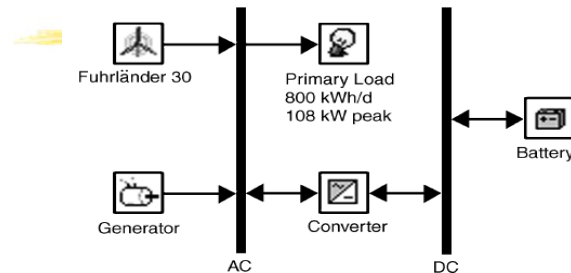 Fuhrländer 30
Primary Load
800 kWh/d
108 kW peak
Battery
Generator
Converter
AC
DC